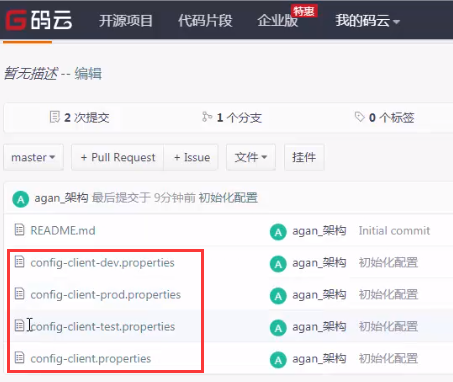 G码云 开源项目 代码片段 企业版 特惠 我的码云
暂无描述 -- 编辑
2 次提交 1 个分支 0 个标签
master + Pull Request + Issue 文件 挂件
A agan_架构 最后提交于 9分钟前 初始化配置
README.md A agan_架构 Initial commit
config-client-dev.properties A agan_架构 初始化配置
config-client-prod.properties A agan_架构 初始化配置
config-client-test.properties A agan_架构 初始化配置
config-client.properties A agan_架构 初始化配置